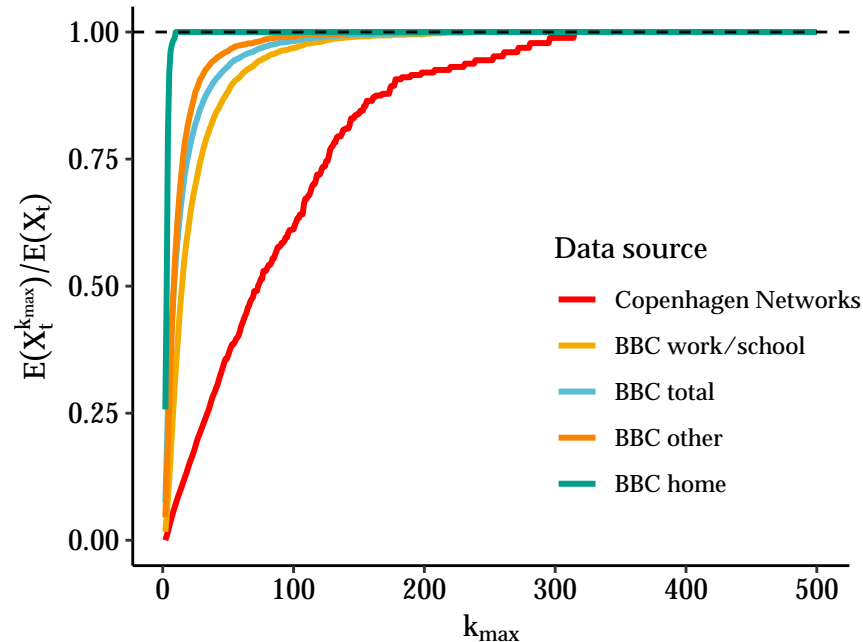 1.00
0.75
0.50
0.25
0.00
E(X_t^{k_max})/E(X_t)
Data source
Copenhagen Networks
BBC work/school
BBC total
BBC other
BBC home
0 100 200 300 400 500
k_max